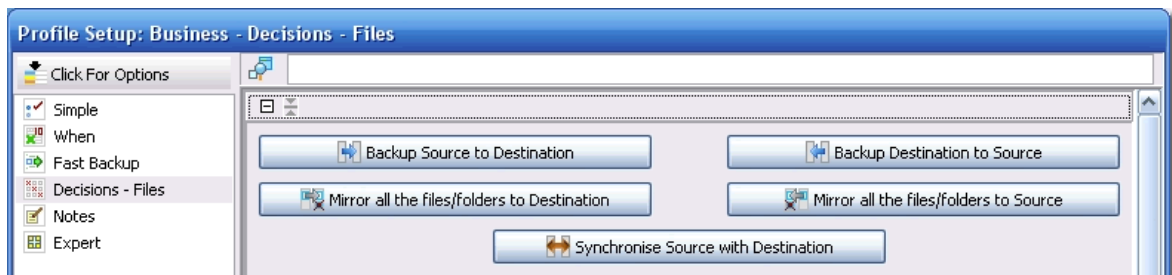 Profile Setup: Business - Decisions - Files
Click For Options
Simple
When
Fast Backup
Decisions - Files
Notes
Expert
Backup Source to Destination
Backup Destination to Source
Mirror all the files/folders to Destination
Mirror all the files/folders to Source
Synchronise Source with Destination